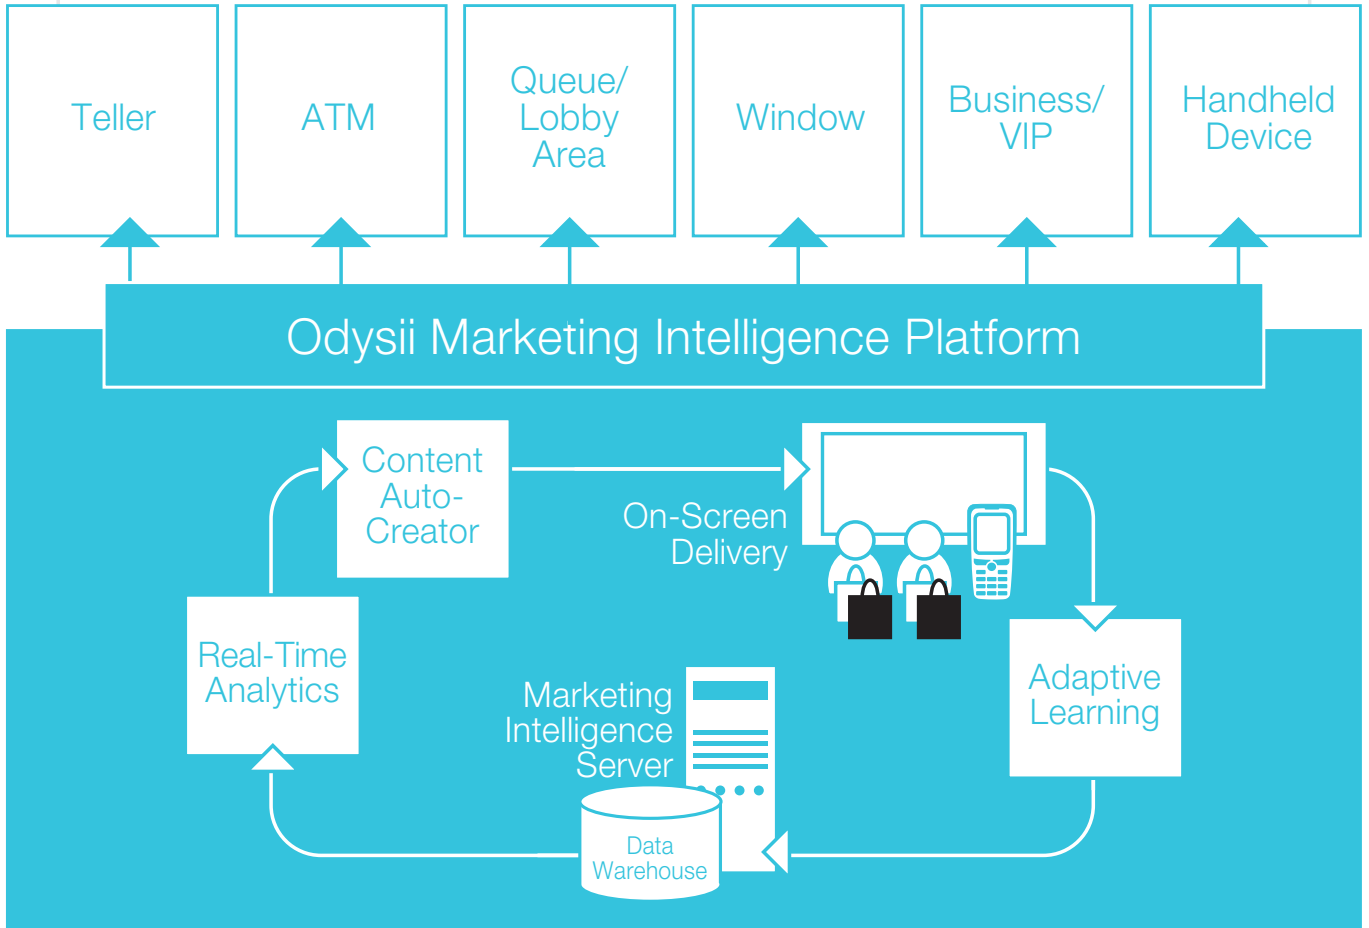 Teller
ATM
Queue/
Lobby
Area
Window
Business/
VIP
Handheld
Device
Odysii Marketing Intelligence Platform
Content
Auto-
Creator
On-Screen
Delivery
Real-Time
Analytics
Marketing
Intelligence
Server
Adaptive
Learning
Data
Warehouse